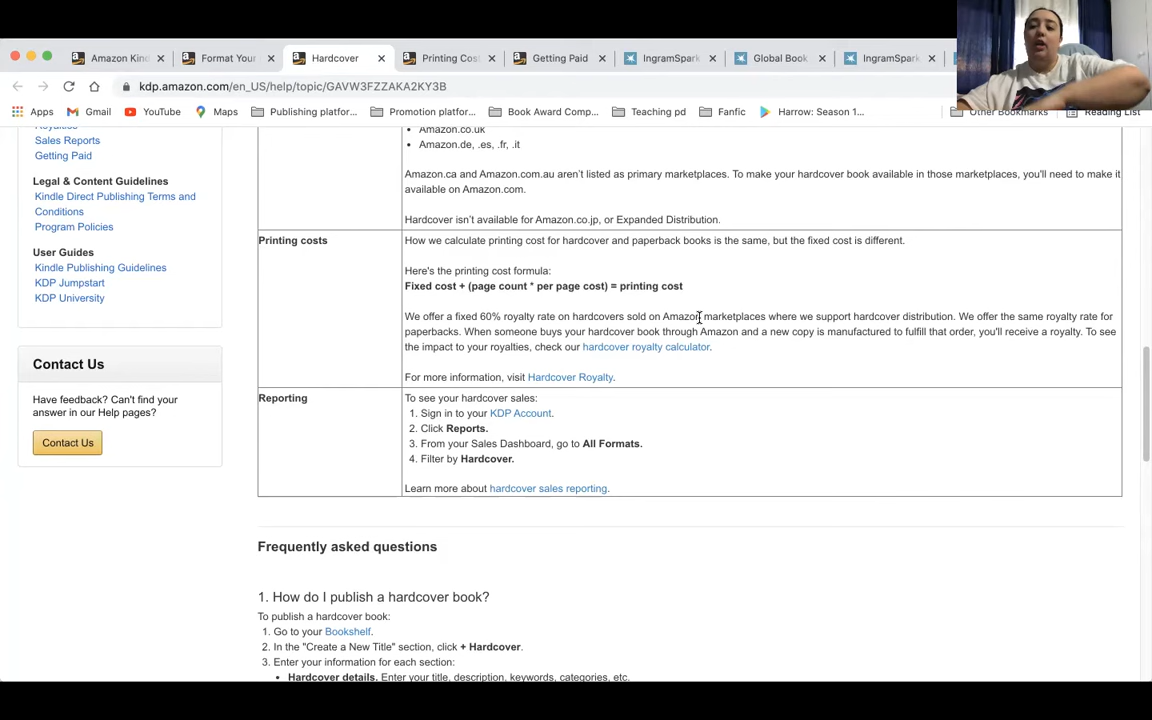 Amazon Kin
Format Your
Hardcover
Printing Cos
Getting Paid
IngramSpark
Global Book
IngramSpark
kdp.amazon.com/en_US/help/topic/GAVW3FZZAKA2KY3B
Apps
Gmail
YouTube
Maps
Publishing platfor...
Promotion platfor...
Book Award Comp...
Teaching pd
Fanfic
Harrow: Season 1...
Other Bookmarks
Reading List
Royalties
Sales Reports
Getting Paid
Legal & Content Guidelines
Kindle Direct Publishing Terms and
Conditions
Program Policies
User Guides
Kindle Publishing Guidelines
KDP Jumpstart
KDP University
Contact Us
Have feedback? Can't find your
answer in our Help pages?
Contact Us
• Amazon.co.uk
• Amazon.de, .es, .fr, .it
Amazon.ca and Amazon.com.au aren't listed as primary marketplaces. To make your hardcover book available in those marketplaces, you'll need to make it
available on Amazon.com.
Hardcover isn't available for Amazon.co.jp, or Expanded Distribution.
Printing costs
How we calculate printing cost for hardcover and paperback books is the same, but the fixed cost is different.
Here's the printing cost formula:
Fixed cost + (page count * per page cost) = printing cost
We offer a fixed 60% royalty rate on hardcovers sold on Amazon marketplaces where we support hardcover distribution. We offer the same royalty rate for
paperbacks. When someone buys your hardcover book through Amazon and a new copy is manufactured to fulfill that order, you'll receive a royalty. To see
the impact to your royalties, check our hardcover royalty calculator.
For more information, visit Hardcover Royalty.
Reporting
To see your hardcover sales:
1. Sign in to your KDP Account.
2. Click Reports.
3. From your Sales Dashboard, go to All Formats.
4. Filter by Hardcover.
Learn more about hardcover sales reporting.
Frequently asked questions
1. How do I publish a hardcover book?
To publish a hardcover book:
1. Go to your Bookshelf.
2. In the "Create a New Title" section, click + Hardcover.
3. Enter your information for each section:
• Hardcover details. Enter your title, description, keywords, categories, etc.